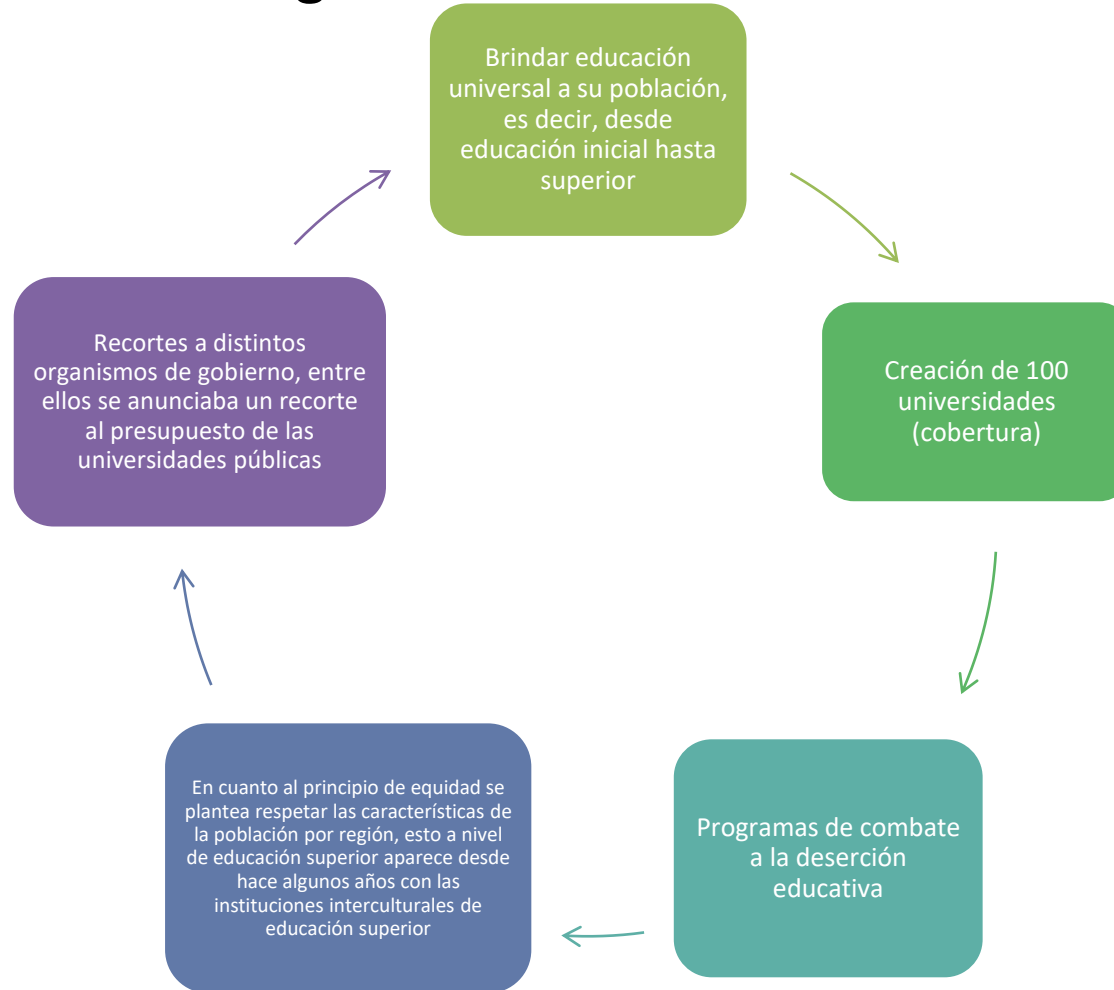 Brindar educación
universal a su población,
es decir, desde
educación inicial hasta
superior
Creación de 100
universidades
(cobertura)
Programas de combate
a la deserción
educativa
En cuanto al principio de equidad se
plantea respetar las características de
la población por región, esto a nivel
de educación superior aparece desde
hace algunos años con las
instituciones interculturales de
educación superior
Recortes a distintos
organismos de gobierno, entre
ellos se anunciaba un recorte
al presupuesto de las
universidades públicas